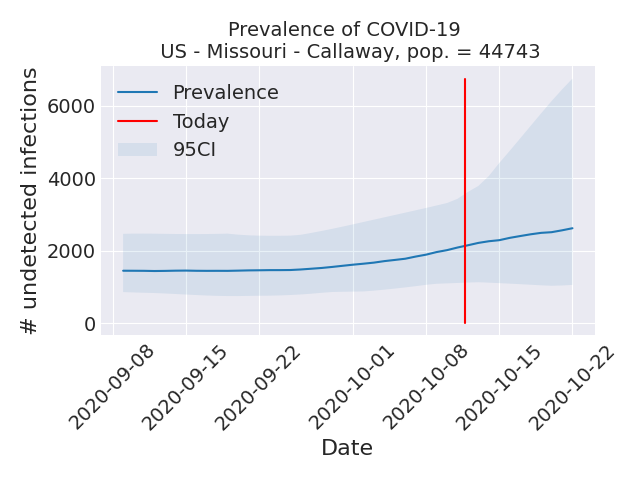 Prevalence of COVID-19
US - Missouri - Callaway, pop. = 44743
Prevalence
Today
95CI
# undetected infections
6000
4000
2000
0
2020-09-08
2020-09-15
2020-09-22
2020-10-01
2020-10-08
2020-10-15
2020-10-22
Date